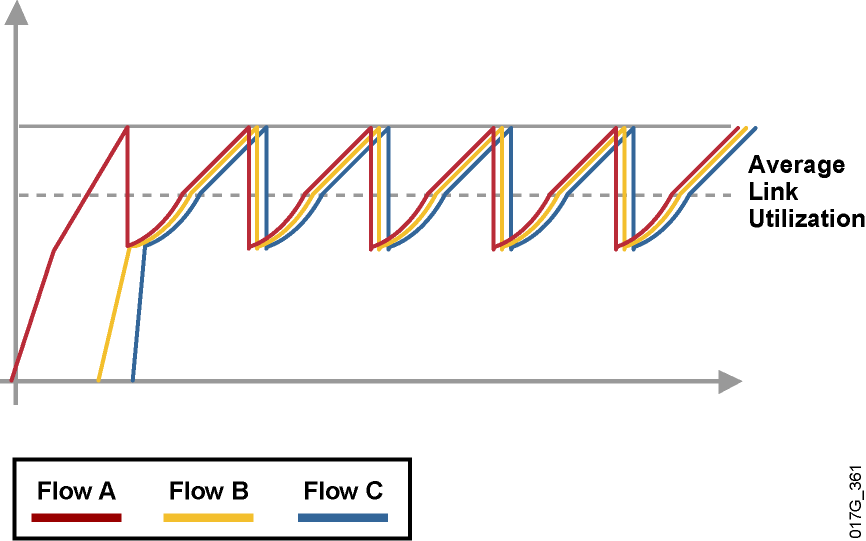 Average
Link
Utilization
Flow A Flow B Flow C
017G_361